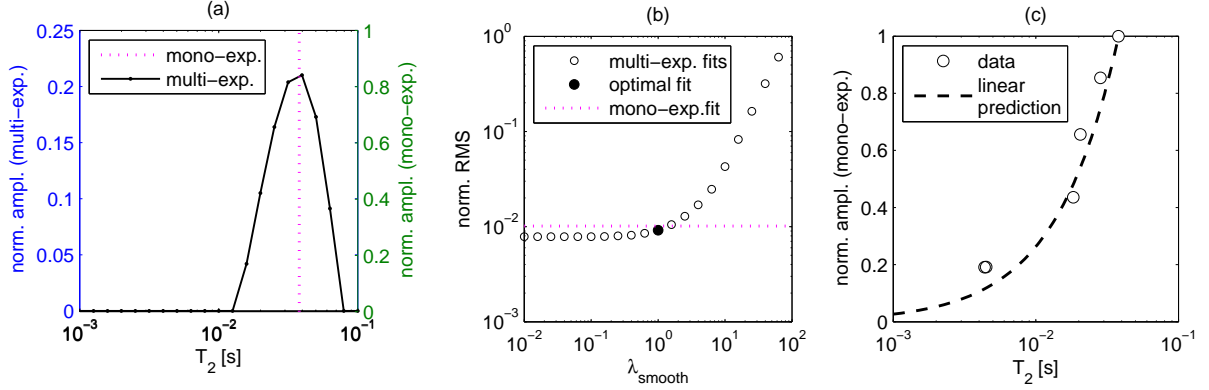 (a)
norm. ampl. (multi−exp.)
0.25
0.2
0.15
0.1
0.05
0
mono−exp.
multi−exp.
1
0.8
0.6
0.4
0.2
0
norm. ampl. (mono−exp.)
10^−3
10^−2
10^−1
T_2 [s]
(b)
norm. RMS
10^0
10^−1
10^−2
10^−3
multi−exp. fits
optimal fit
mono−exp.fit
10^−2
10^−1
10^0
10^1
10^2
λ_smooth
(c)
norm. ampl. (mono−exp.)
1
0.8
0.6
0.4
0.2
0
data
linear
prediction
10^−3
10^−2
10^−1
T_2 [s]